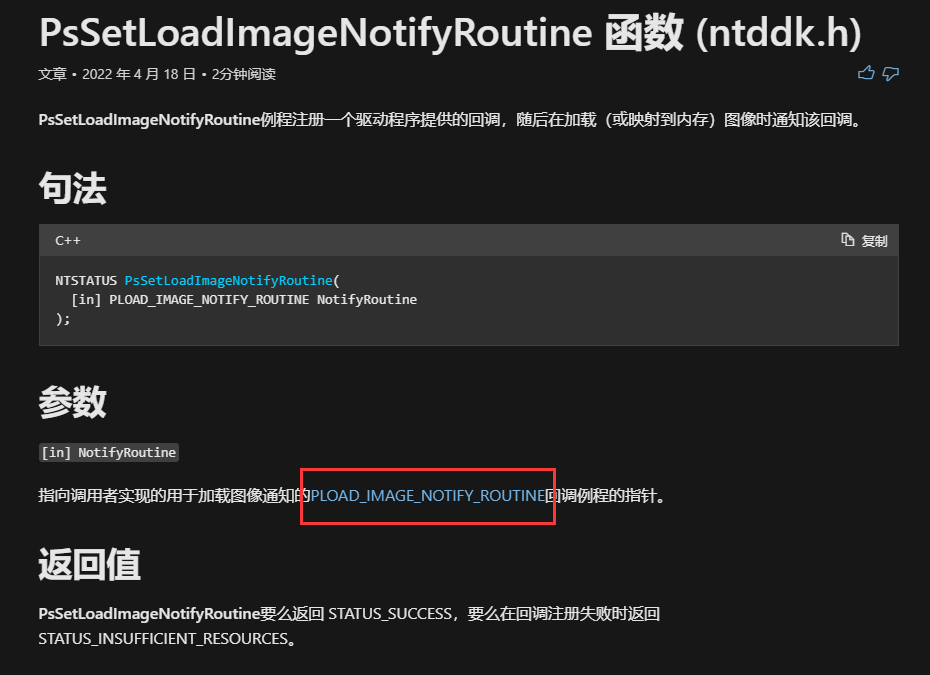 PsSetLoadImageNotifyRoutine 函数 (ntddk.h)
文章 • 2022 年 4 月 18 日 • 2分钟阅读
PsSetLoadImageNotifyRoutine例程注册一个驱动程序提供的回调，随后在加载（或映射到内存）图像时通知该回调。
句法
C++
复制
NTSTATUS PsSetLoadImageNotifyRoutine(
[in] PLOAD_IMAGE_NOTIFY_ROUTINE NotifyRoutine
);
参数
[in] NotifyRoutine
指向调用者实现的用于加载图像通知的PLOAD_IMAGE_NOTIFY_ROUTINE回调例程的指针。
返回值
PsSetLoadImageNotifyRoutine要么返回 STATUS_SUCCESS，要么在回调注册失败时返回
STATUS_INSUFFICIENT_RESOURCES。